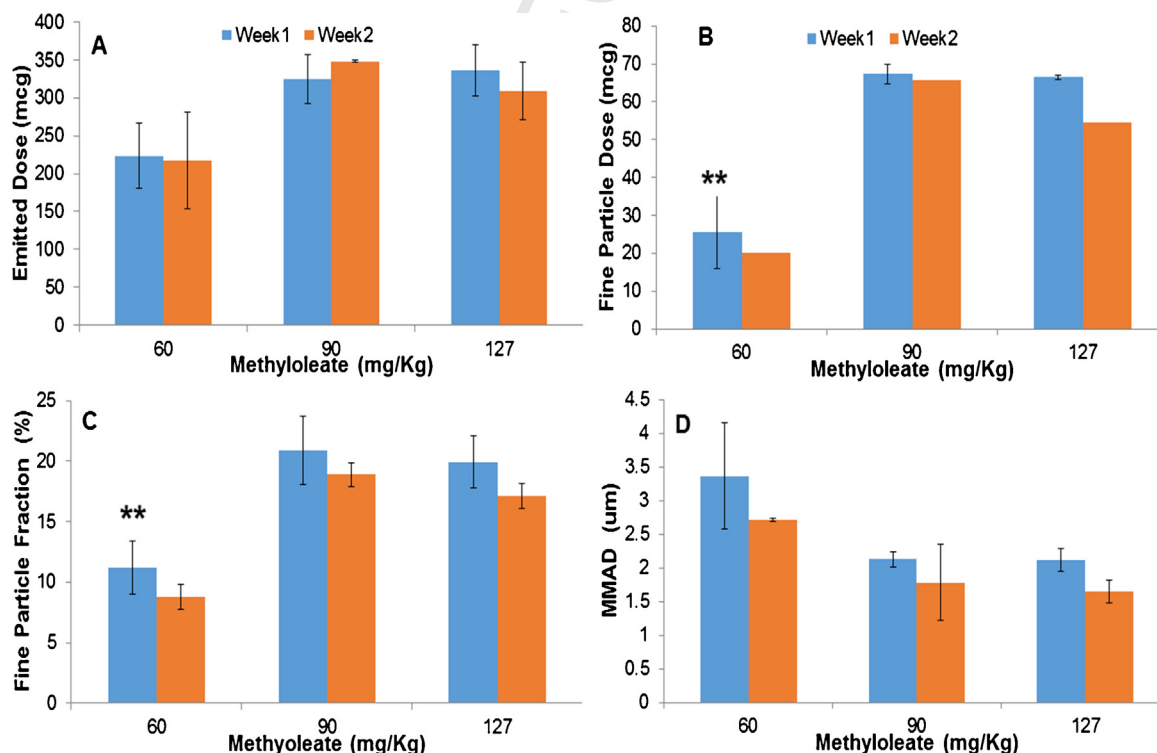 A
Week1 Week2
Emitted Dose (mcg)
400
350
300
250
200
150
100
50
0
60 90 127
Methyloleate (mg/Kg)
B
Week1 Week2
Fine Particle Dose (mcg)
80
70
60
50
40
30
20
10
0
**
60 90 127
Methyloleate (mg/Kg)
C
Fine Particle Fraction (%)
25
20
15
10
5
0
**
60 90 127
Methyoleate (mg/Kg)
D
MMAD (um)
4.5
4
3.5
3
2.5
2
1.5
1
0.5
0
60 90 127
Methyloleate (mg/Kg)